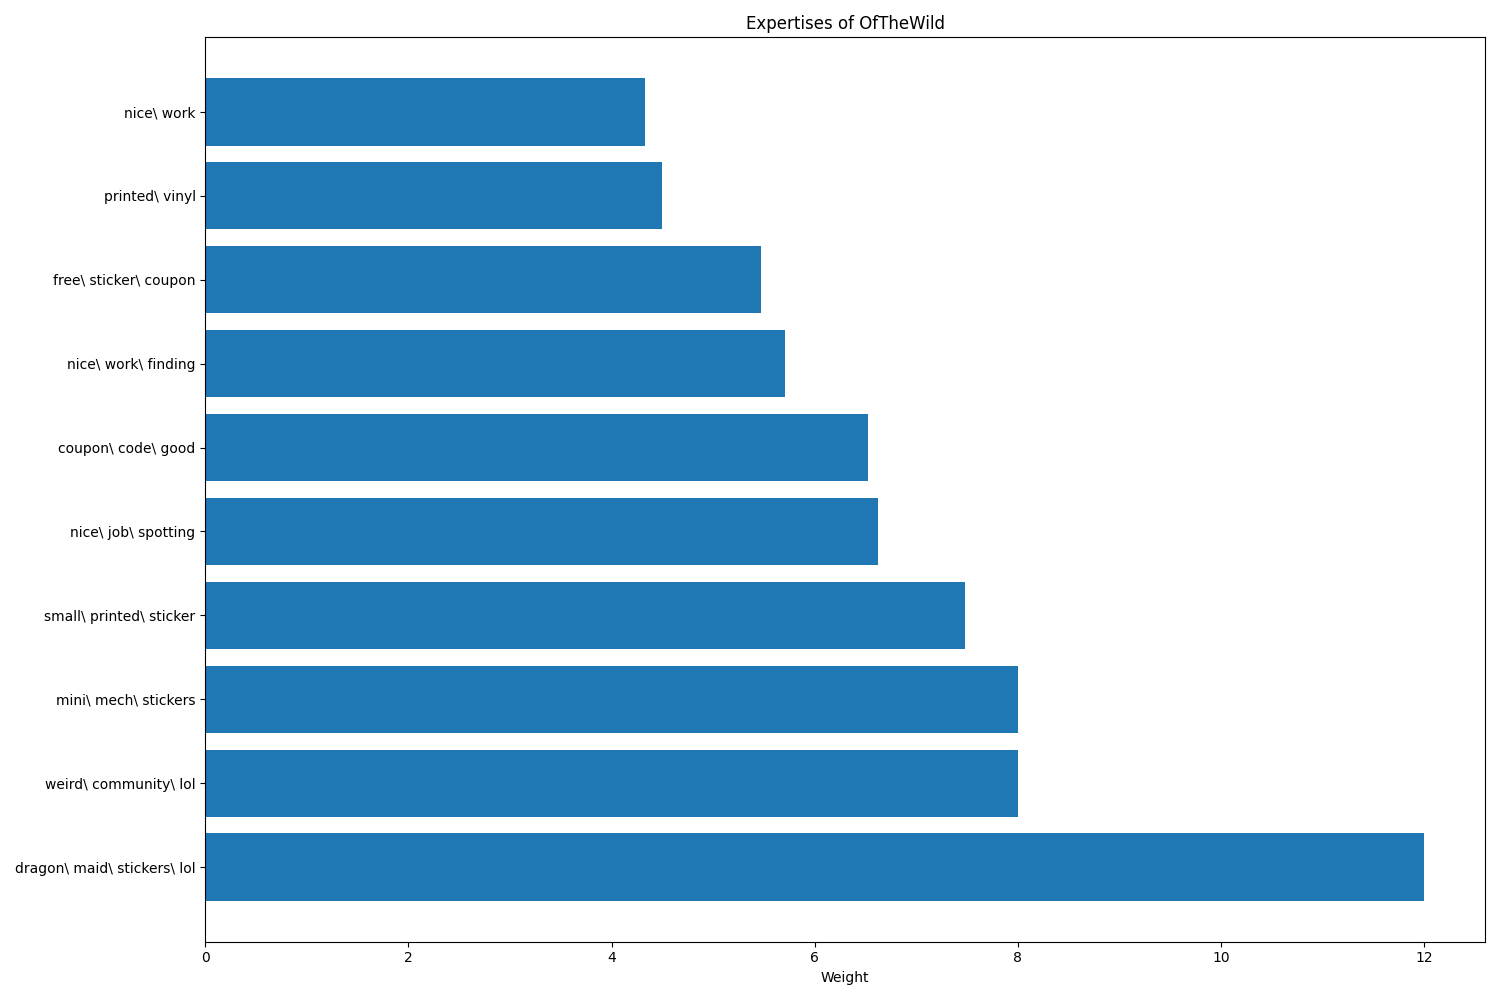 Expertises of OfTheWild
nice\ work
printed\ vinyl
free\ sticker\ coupon
nice\ work\ finding
coupon\ code\ good
nice\ job\ spotting
small\ printed\ sticker
mini\ mech\ stickers
weird\ community\ lol
dragon\ maid\ stickers\ lol
0 2 4 6 8 10 12
Weight